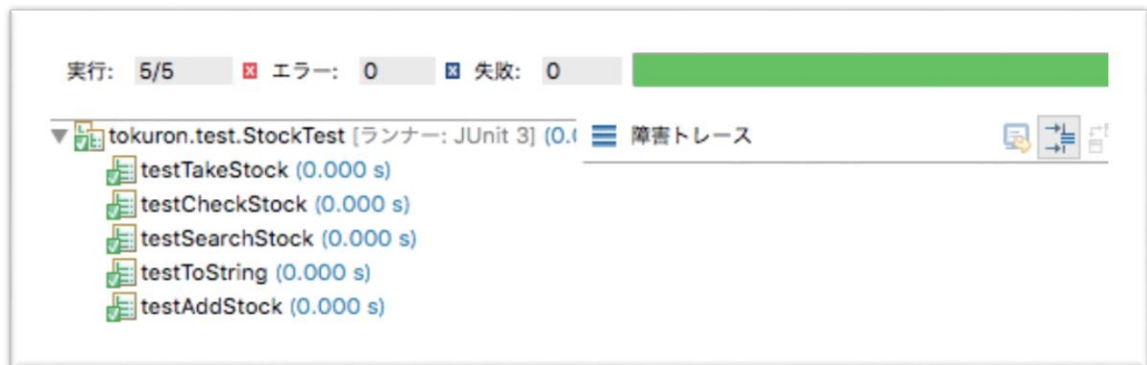 実行: 5/5 エラー: 0 失敗: 0
tokuron.test.StockTest [ランナー: JUnit 3] (0.( 障害トレース
testTakeStock (0.000 s)
testCheckStock (0.000 s)
testSearchStock (0.000 s)
testToString (0.000 s)
testAddStock (0.000 s)